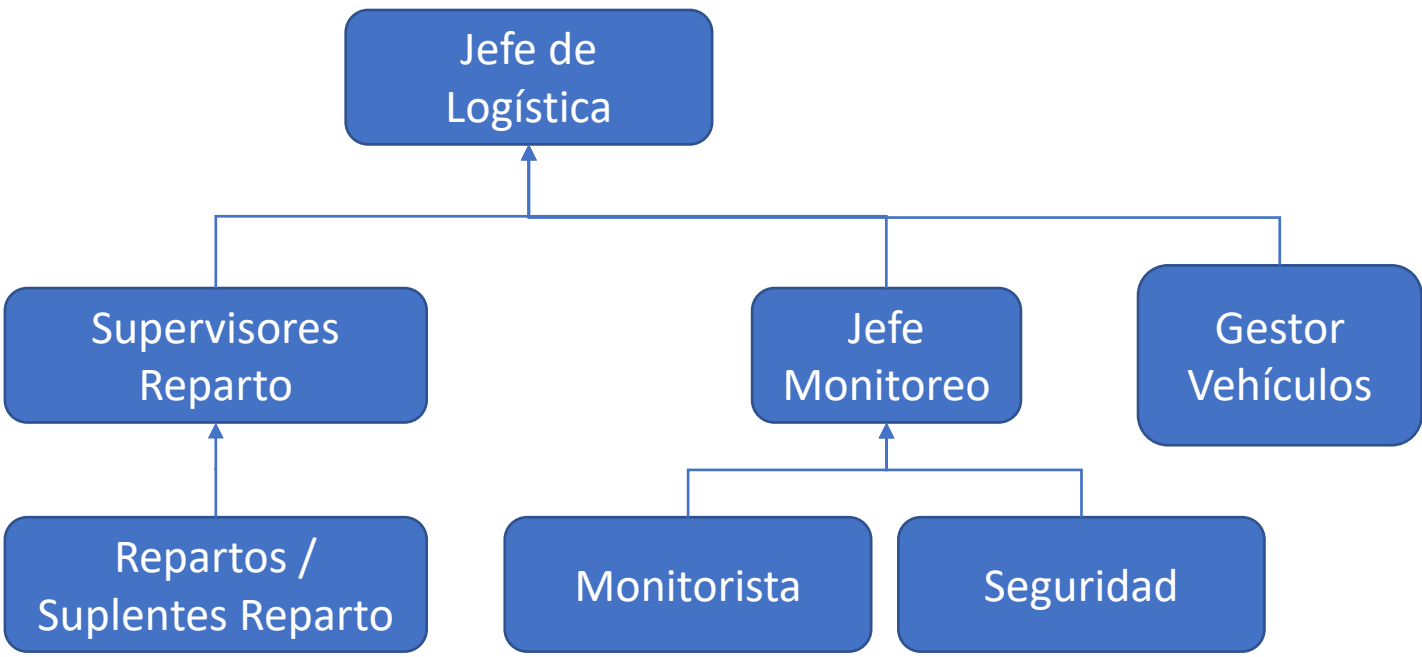 Jefe de
Logística
Supervisores
Reparto
Jefe
Monitoreo
Gestor
Vehículos
Repartos /
Suplentes Reparto
Monitorista
Seguridad